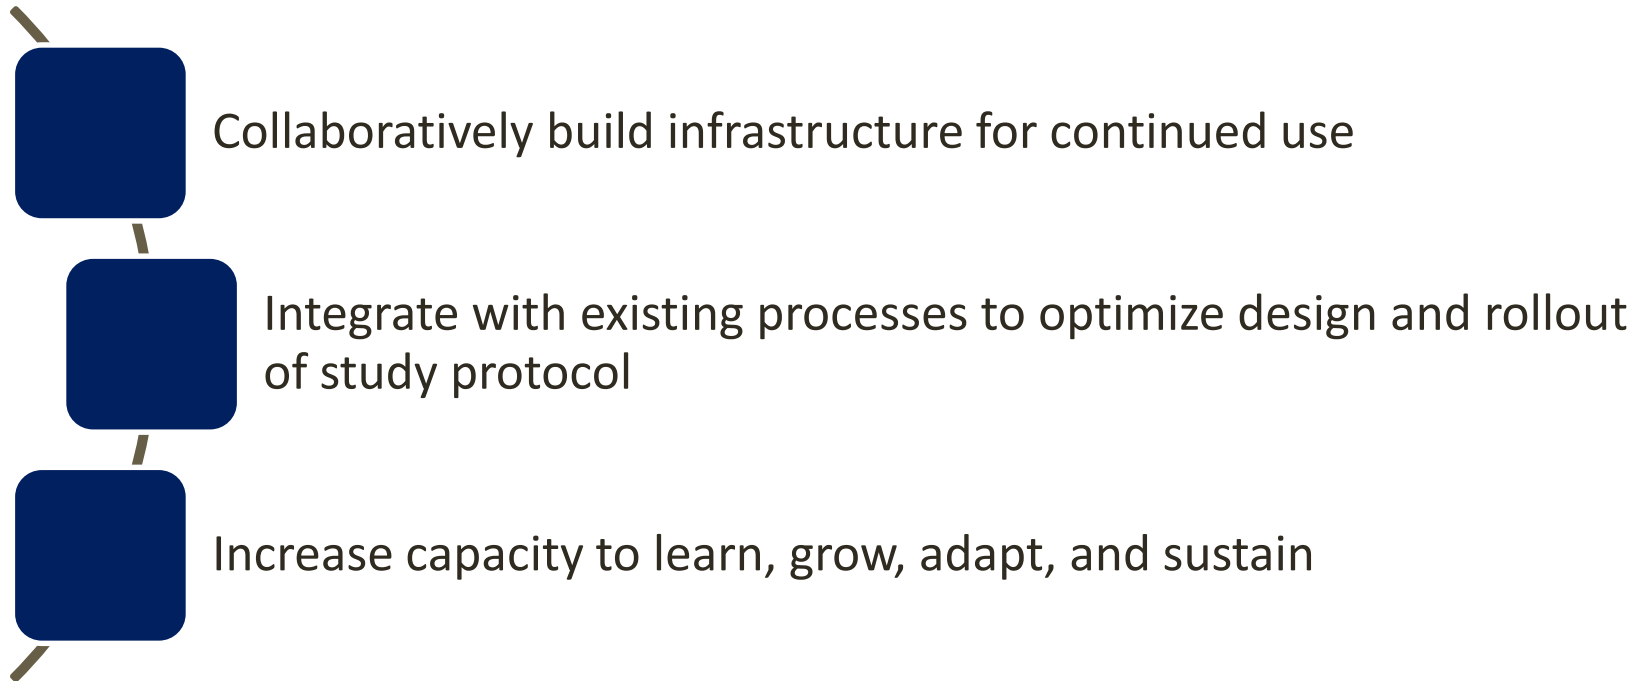 Collaboratively build infrastructure for continued use
Integrate with existing processes to optimize design and rollout
of study protocol
Increase capacity to learn, grow, adapt, and sustain